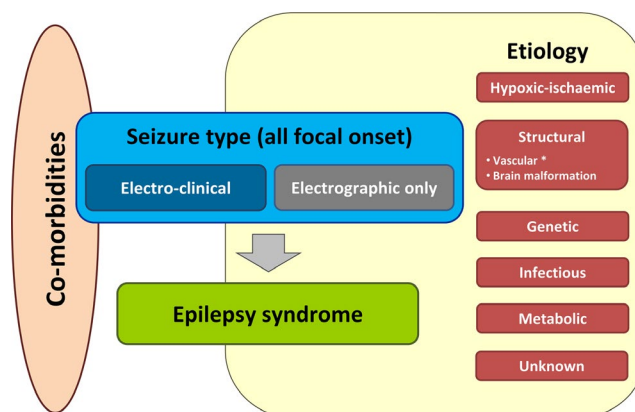 Co-morbidities
Seizure type (all focal onset)
Electro-clinical
Electrographic only
Epilepsy syndrome
Etiology
Hypoxic-ischaemic
Structural
• Vascular *
• Brain malformation
Genetic
Infectious
Metabolic
Unknown